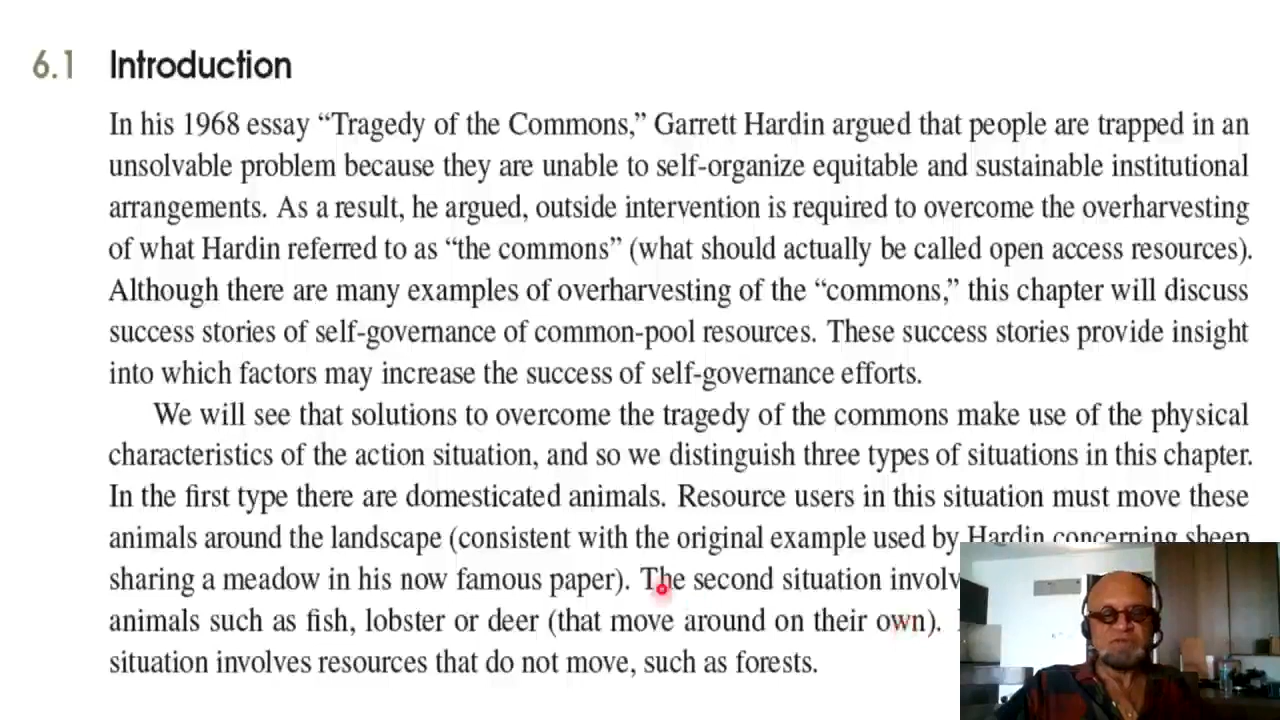 6.1 Introduction
In his 1968 essay “Tragedy of the Commons,” Garrett Hardin argued that people are trapped in an
unsolvable problem because they are unable to self-organize equitable and sustainable institutional
arrangements. As a result, he argued, outside intervention is required to overcome the overharvesting
of what Hardin referred to as “the commons” (what should actually be called open access resources).
Although there are many examples of overharvesting of the “commons,” this chapter will discuss
success stories of self-governance of common-pool resources. These success stories provide insight
into which factors may increase the success of self-governance efforts.
We will see that solutions to overcome the tragedy of the commons make use of the physical
characteristics of the action situation, and so we distinguish three types of situations in this chapter.
In the first type there are domesticated animals. Resource users in this situation must move these
animals around the landscape (consistent with the original example used by Hardin concerning sheep
sharing a meadow in his now famous paper). The second situation
animals such as fish, lobster or deer (that move around on their own).
situation involves resources that do not move, such as forests.